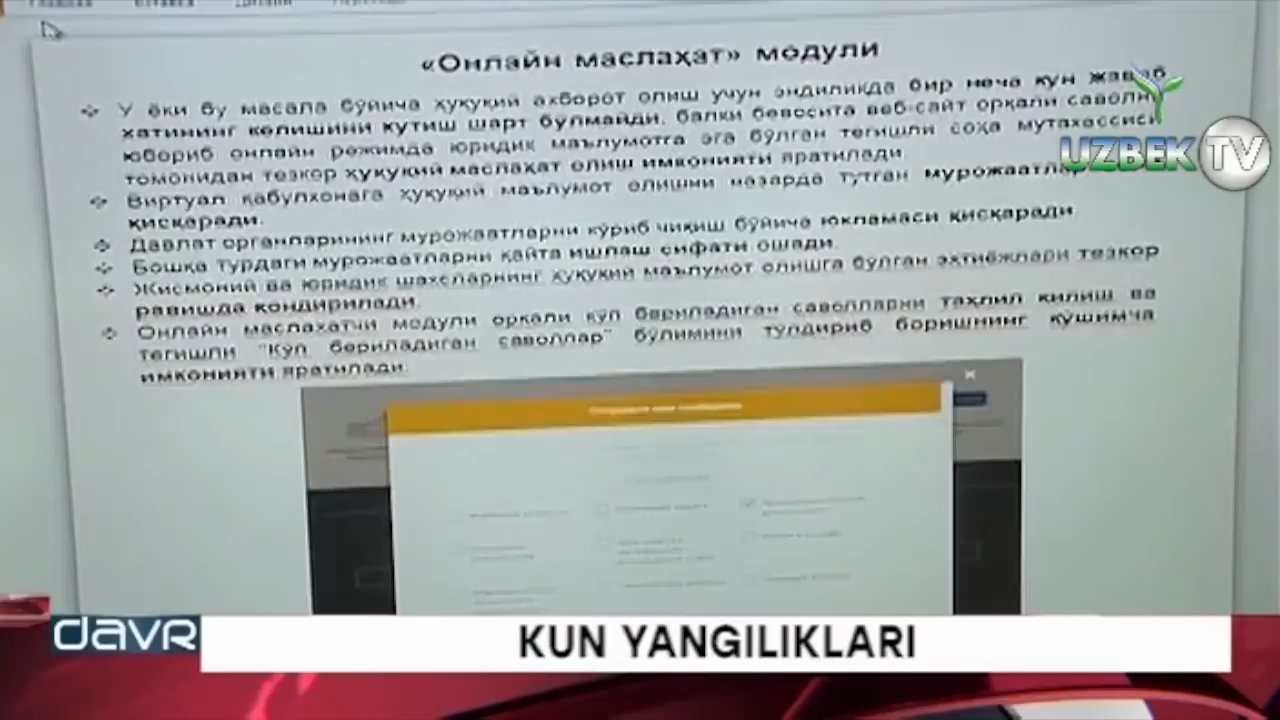 «Онлайн маслаҳат» модули
У ёки бу масала бўйича ҳуқуқий ахборот олиш учун эндиликда бир неча кун жавоб
хатининг келишини кутиш шарт бўлмайди, балки бевосита веб-сайт орқали саволни
юбориб онлайн режимда юридик маълумотга эга бўлган тегишли соҳа мутахассиси
томонидан тезкор ҳуқуқий маслаҳат олиш имконияти яратилади
Виртуал қабулхонага ҳуқуқий маълумот олишни назарда тутган мурожаатлар
қисқаради.
Давлат органларининг мурожаатларни кўриб чиқиш бўйича юкламаси қисқаради
Бошқа турдаги мурожаатларни қайта ишлаш сифати ошади.
Жисмоний ва юридик шахсларнинг ҳуқуқий маълумот олишга бўлган эҳтиёжлари тезкор
равишда қондирилади.
Онлайн маслаҳатчи модули орқали кўп бериладиган саволларни таҳлил қилиш ва
тегишли "Кўп бериладиган саволлар" бўлимини тўлдириб боришнинг қўшимча
имконияти яратилади.
UZBEK TV
davr
KUN YANGILIKLARI